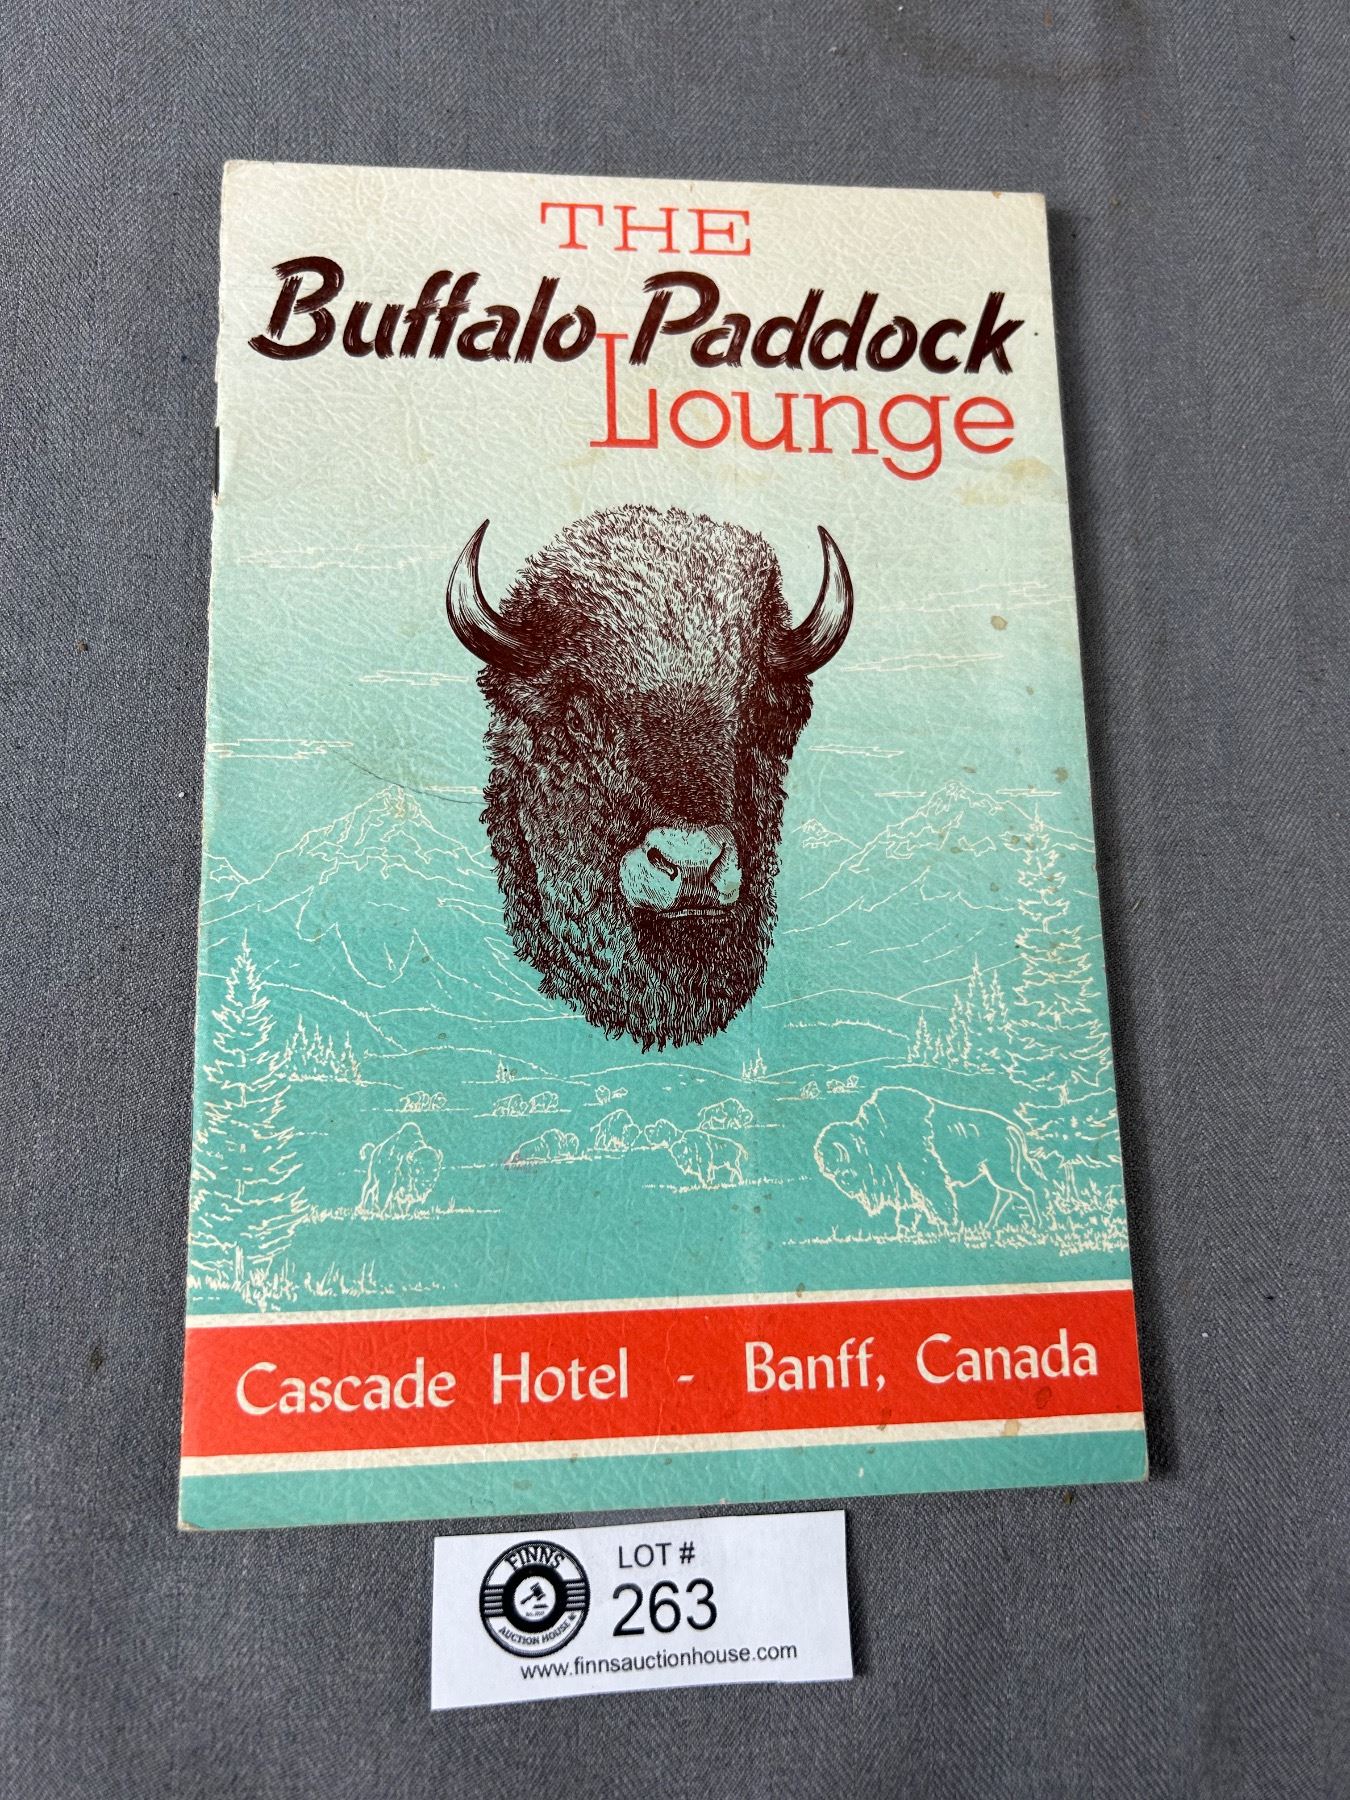 THE
Buffalo Paddock
Lounge
Cascade Hotel - Banff, Canada
FINNS
AUCTION HOUSE
LOT #
263
www.finnsauctionhouse.com